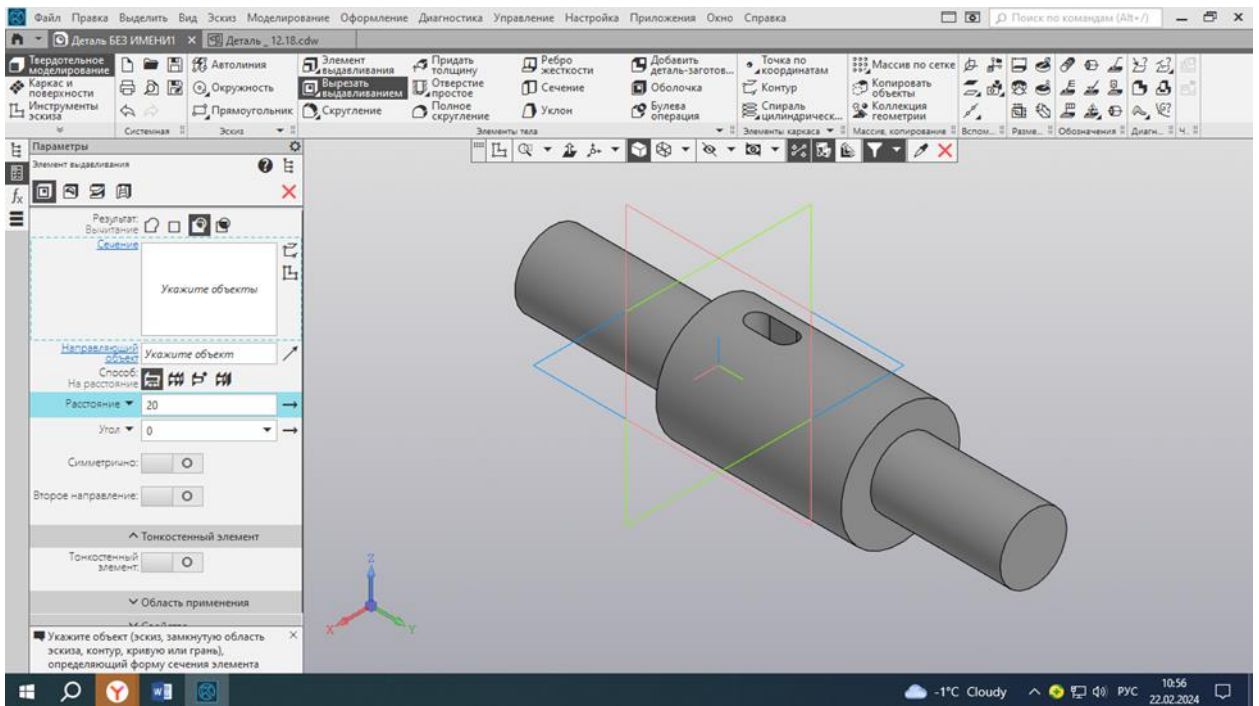 Файл Правка Выделить Вид Эскиз Моделирование Оформление Диагностика Управление Настройка Приложения Окно Справка
Поиск по командам (Alt+/)
Деталь БЕЗ ИМЕНИ1
Деталь_12.18.cdw
Твердотельное моделирование
Каркас и поверхности
Инструменты эскиза
Системная
Автолиния
Окружность
Прямоугольник
Эскиз
Элемент выдавливания
Вырезать выдавливанием
Скругление
Придать толщину
Отверстие простое
Полное скругление
Ребро жесткости
Сечение
Уклон
Добавить деталь-заготов...
Оболочка
Булева операция
Элементы тела
Точка по координатам
Контур
Спираль цилиндрическ...
Элементы каркаса
Массив по сетке
Копировать объекты
Коллекция геометрии
Массив, копирование
Вспом...
Разме...
Обозначения
Диагн...
Ч...
Параметры
Элемент выдавливания
Результат:
Вычитание
Сечение
Укажите объекты
Направляющий объект
Укажите объект
Способ:
На расстояние
Расстояние
20
Угол
0
Симметрично:
Второе направление:
Тонкостенный элемент
Тонкостенный элемент:
Область применения
Укажите объект (эскиз, замкнутую область
эскиза, контур, кривую или грань),
определяющий форму сечения элемента
Z
X
Y
-1°C Cloudy
РУС
10:56
22.02.2024